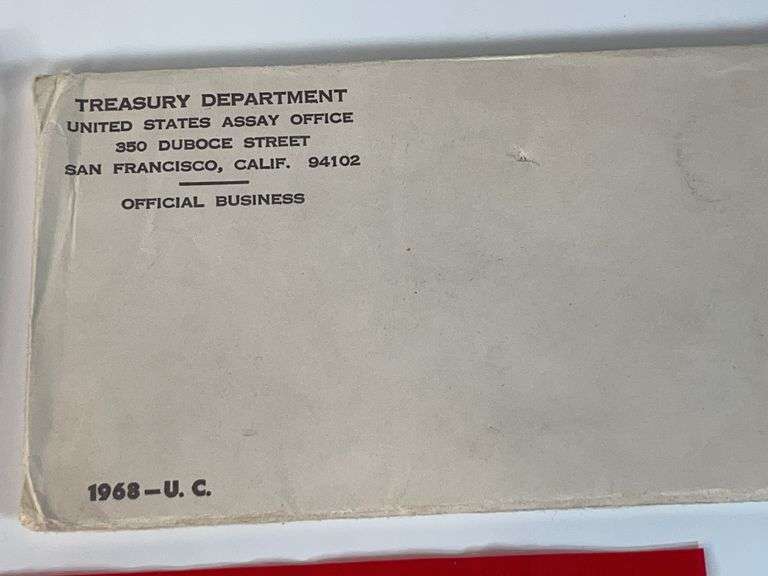 TREASURY DEPARTMENT
UNITED STATES ASSAY OFFICE
350 DUBOCE STREET
SAN FRANCISCO, CALIF. 94102
OFFICIAL BUSINESS
1968-U. C.